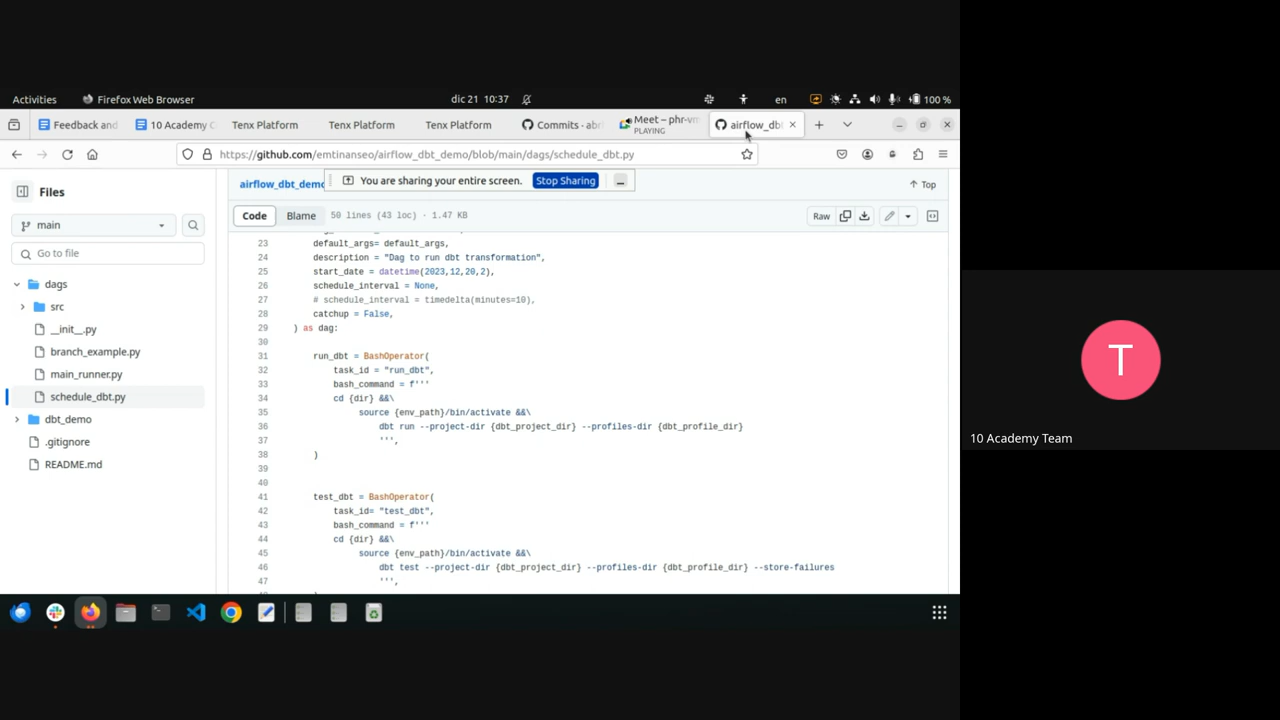 Activities
Firefox Web Browser
dic 21 10:37
en
100 %
Feedback and
10 Academy C
Tenx Platform
Tenx Platform
Tenx Platform
Commits · abr
Meet – phr-vm
PLAYING
airflow_dbt
https://github.com/emtinanseo/airflow_dbt_demo/blob/main/dags/schedule_dbt.py
Files
airflow_dbt_demo
You are sharing your entire screen.
Stop Sharing
Top
main
Code
Blame
50 lines (43 loc) · 1.47 KB
Raw
Go to file
dags
src
__init__.py
branch_example.py
main_runner.py
schedule_dbt.py
dbt_demo
.gitignore
README.md
23 default_args= default_args,
24 description = "Dag to run dbt transformation",
25 start_date = datetime(2023,12,20,2),
26 schedule_interval = None,
27 # schedule_interval = timedelta(minutes=10),
28 catchup = False,
29 ) as dag:
30
31 run_dbt = BashOperator(
32 task_id = "run_dbt",
33 bash_command = f'''
34 cd {dir} &&\
35 source {env_path}/bin/activate &&\
36 dbt run --project-dir {dbt_project_dir} --profiles-dir {dbt_profile_dir}
37 ''',
38 )
39
40
41 test_dbt = BashOperator(
42 task_id= "test_dbt",
43 bash_command = f'''
44 cd {dir} &&\
45 source {env_path}/bin/activate &&\
46 dbt test --project-dir {dbt_project_dir} --profiles-dir {dbt_profile_dir} --store-failures
47 ''',
T
10 Academy Team